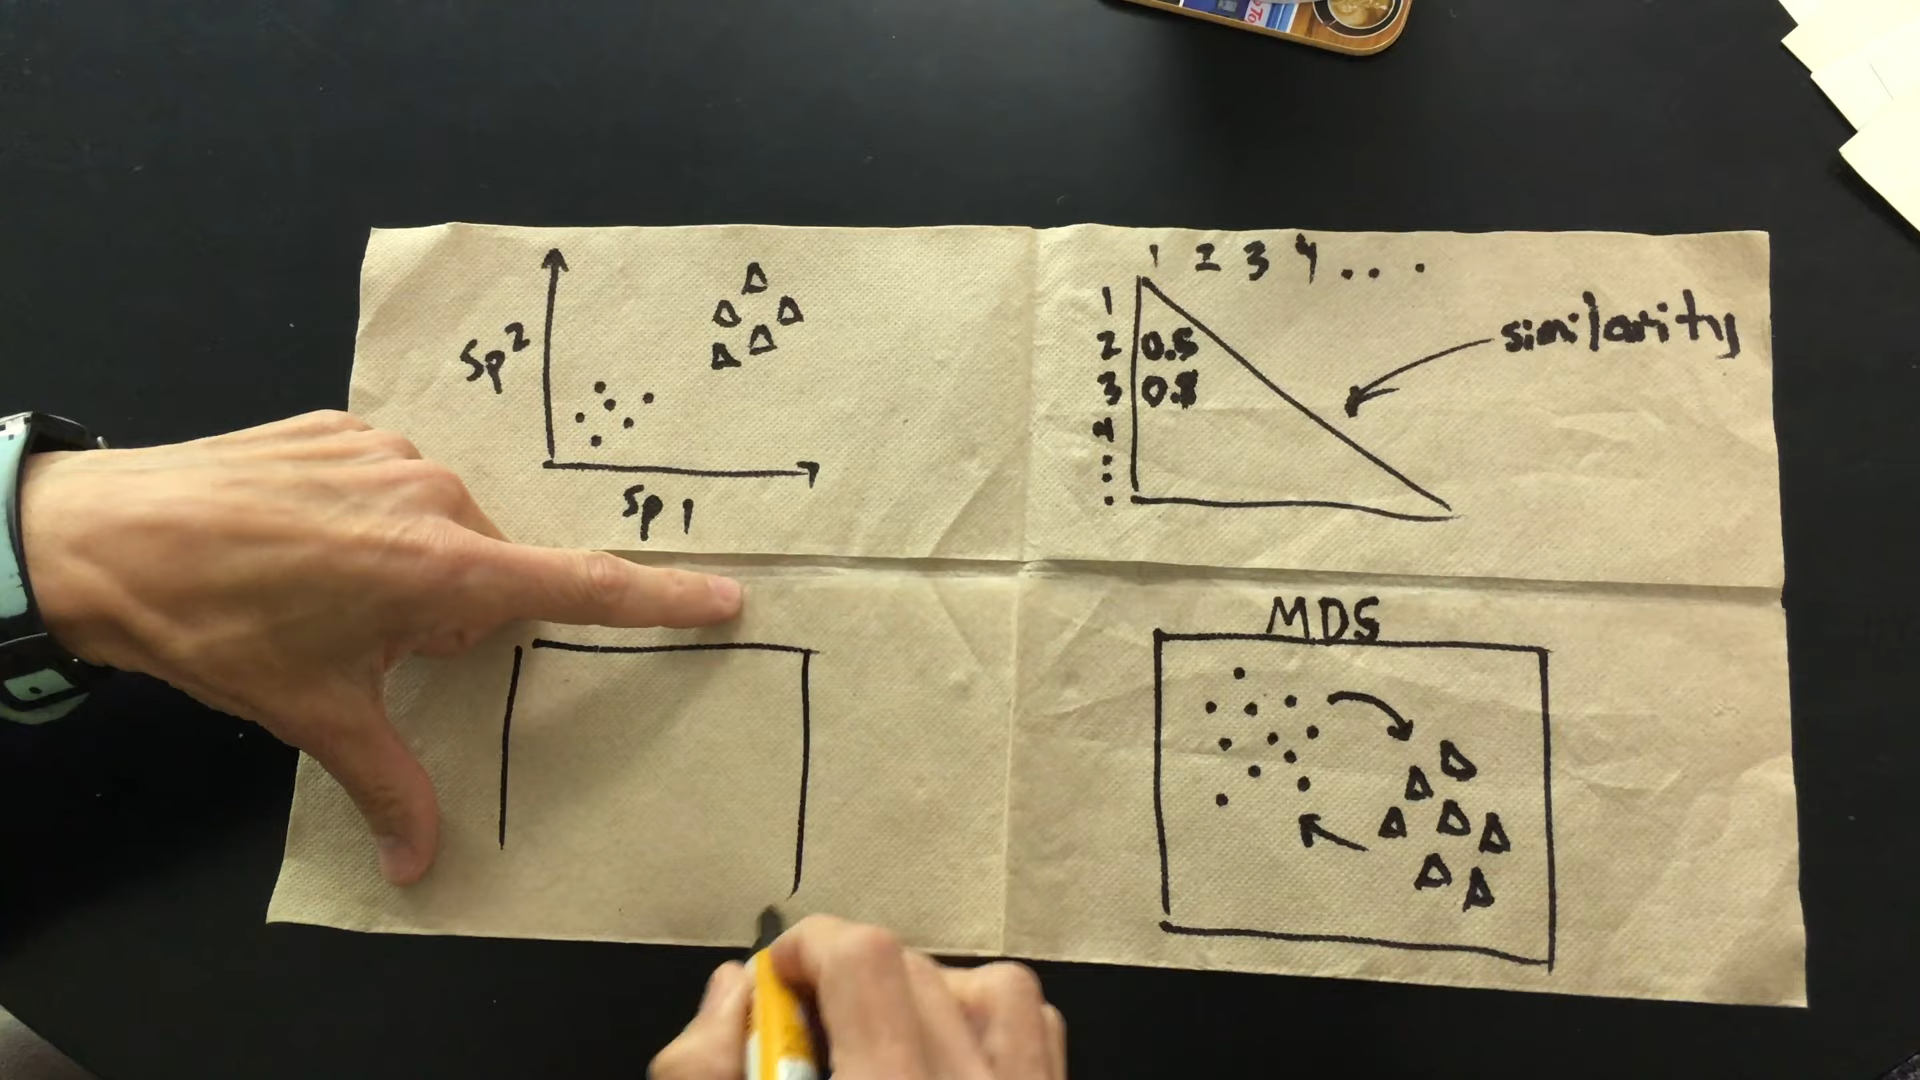 sp2
sp 1
1 2 3 4 . . .
1
2 0.5
3 0.8
4
similarity
MDS